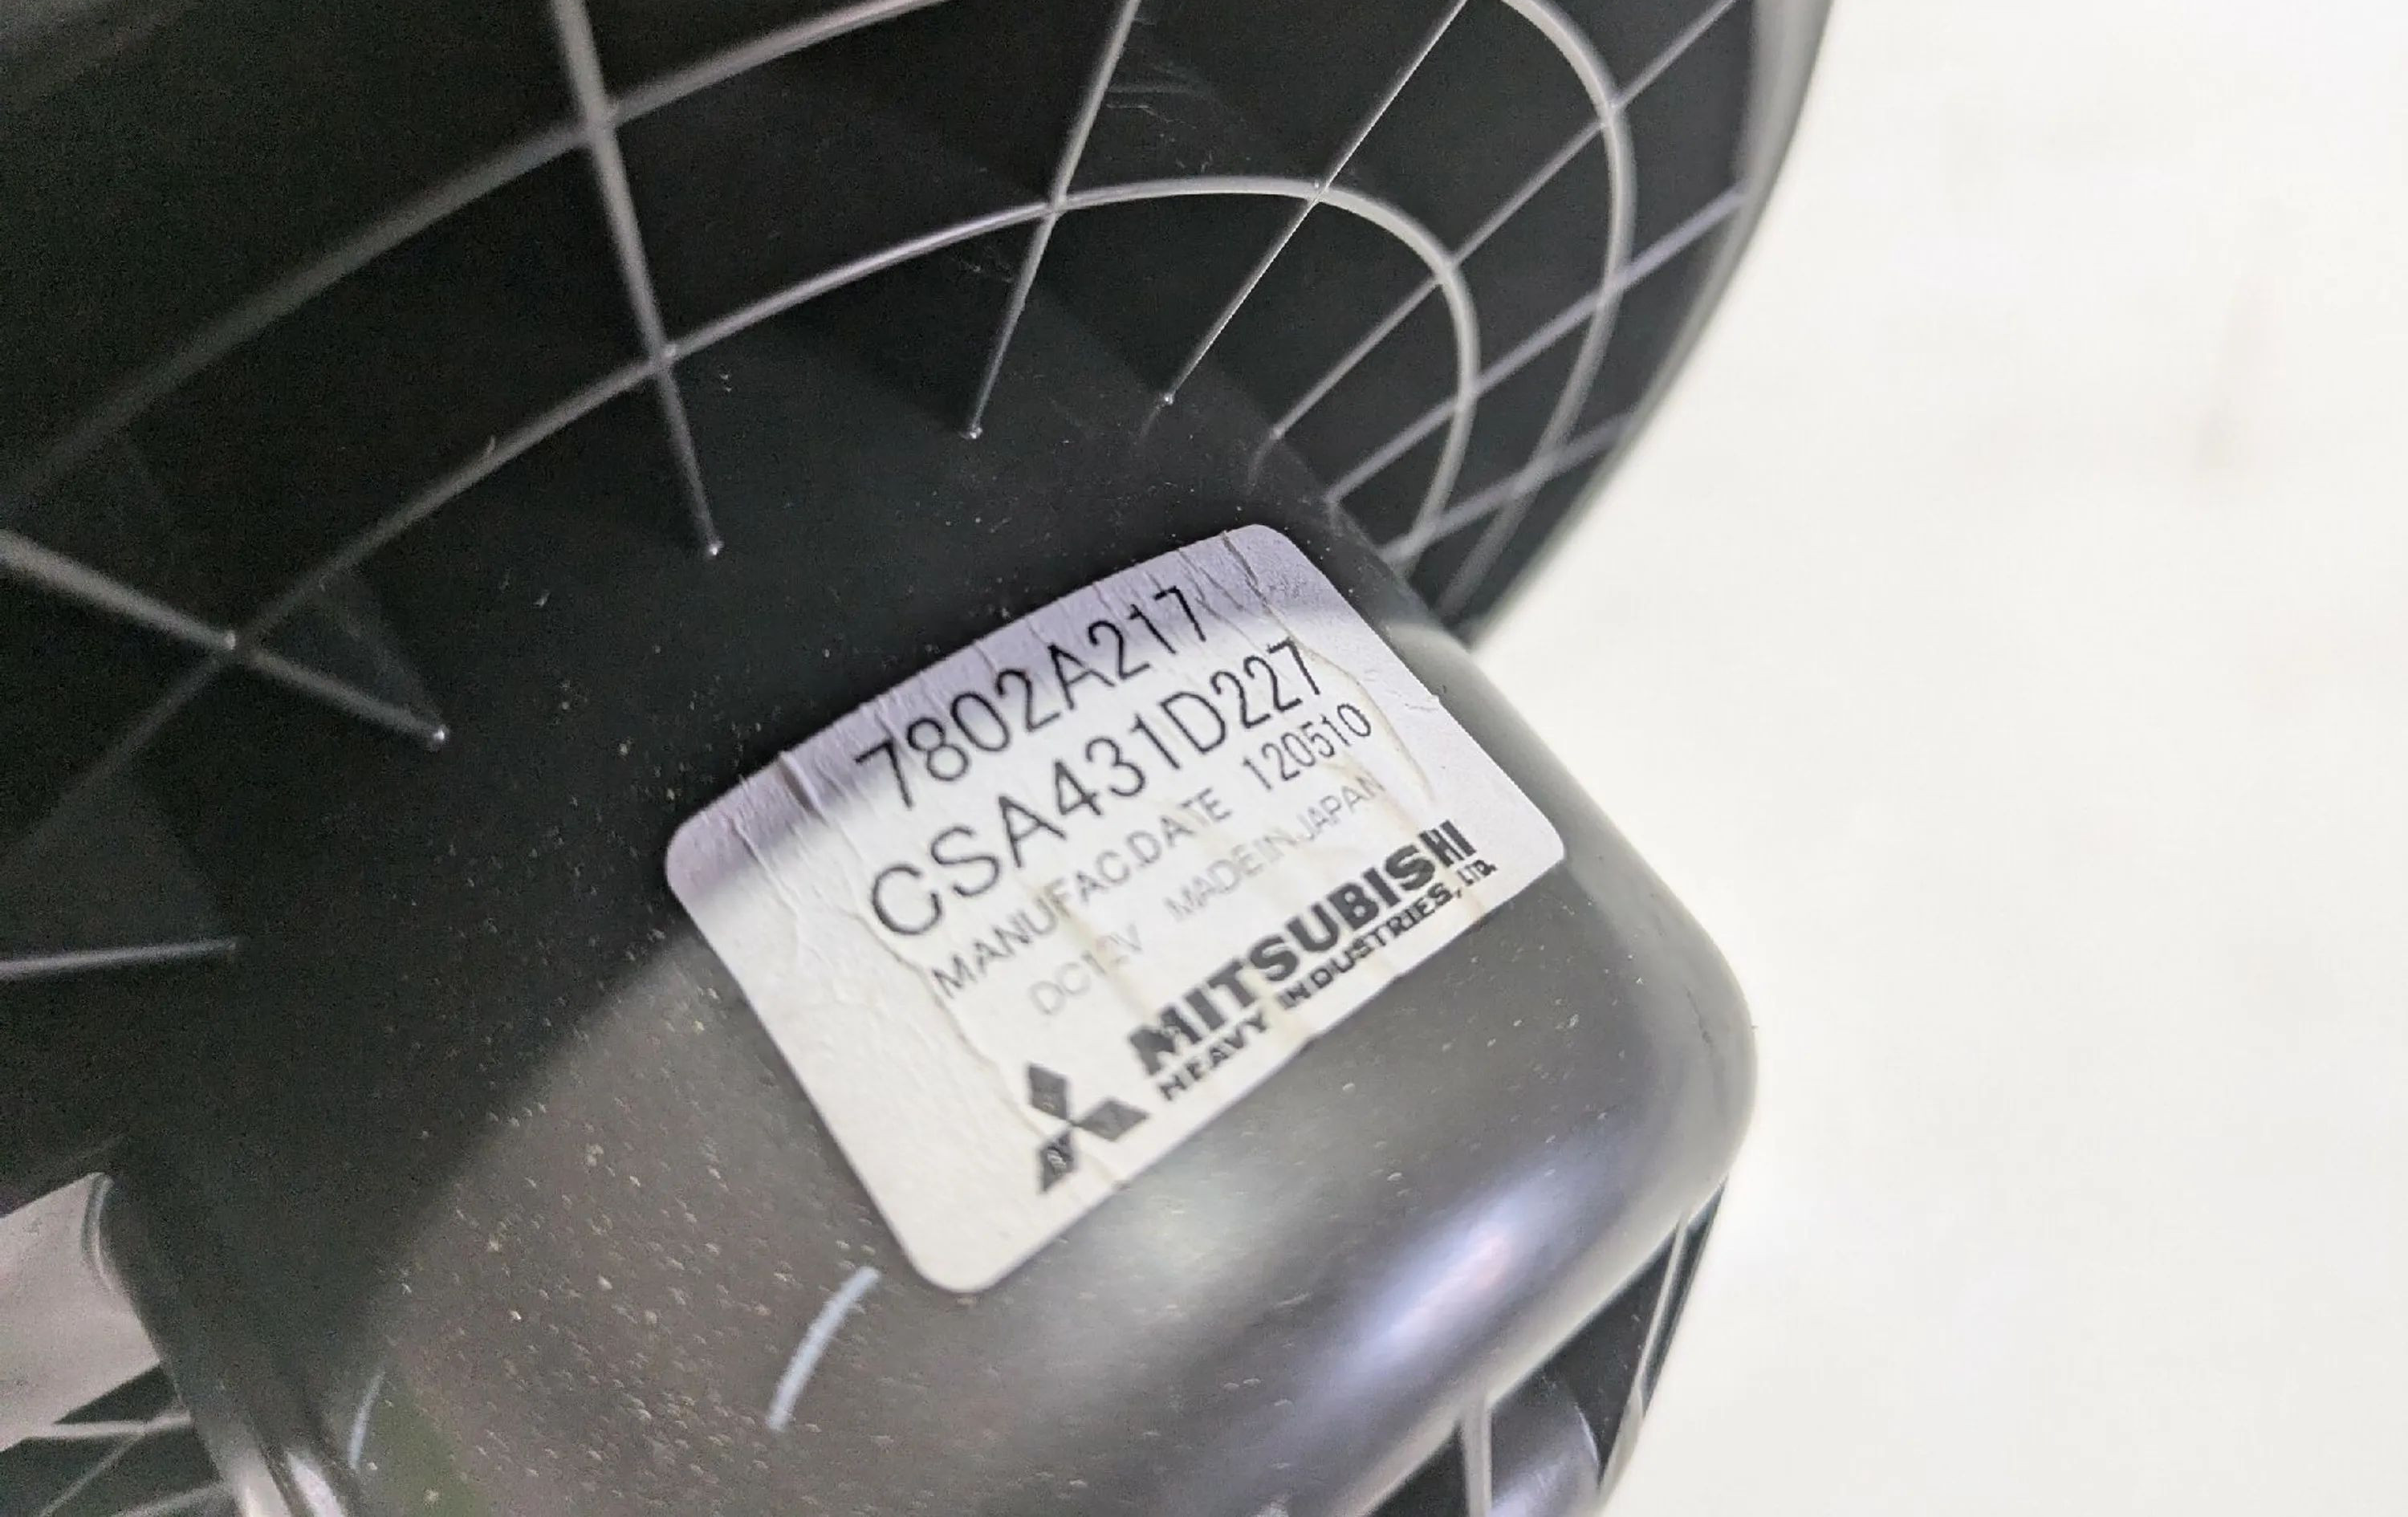 7802A217
CSA431D227
MANUFAC.DATE 120510
DC12V MADE IN JAPAN
MITSUBISHI
HEAVY INDUSTRIES, LTD.